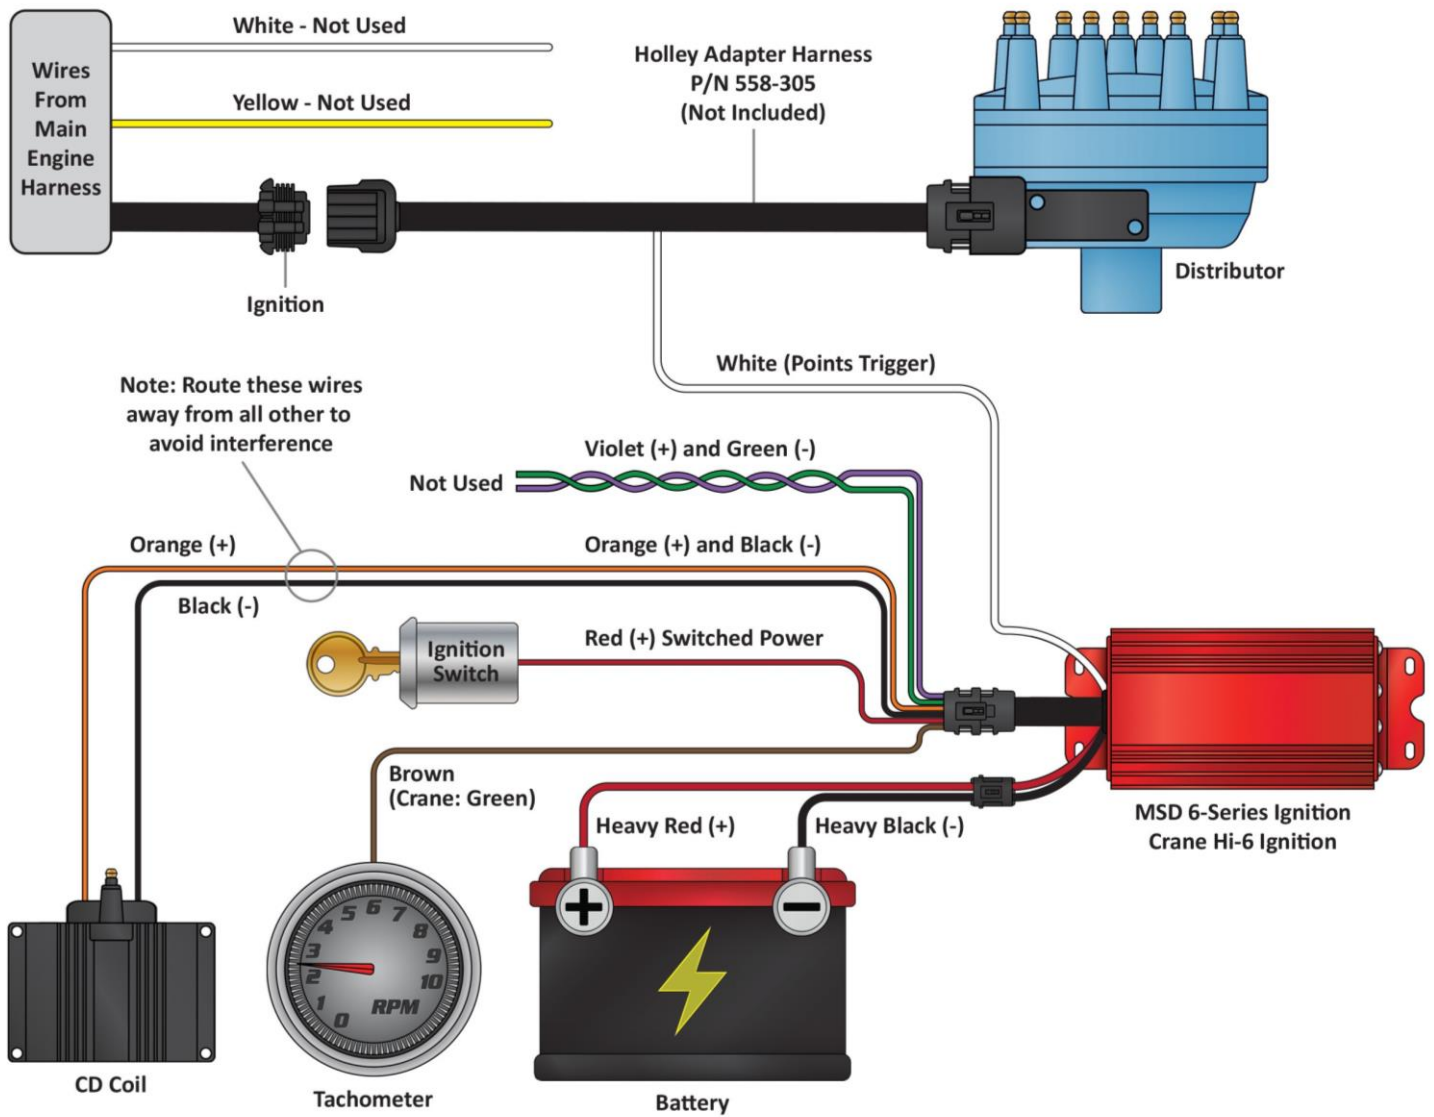 White - Not Used
Wires
From
Main
Engine
Harness
Yellow - Not Used
Holley Adapter Harness
P/N 558-305
(Not Included)
Ignition
Distributor
White (Points Trigger)
Note: Route these wires
away from all other to
avoid interference
Violet (+) and Green (-)
Not Used
Orange (+)
Orange (+) and Black (-)
Black (-)
Ignition
Switch
Red (+) Switched Power
Brown
(Crane: Green)
Heavy Red (+)
Heavy Black (-)
MSD 6-Series Ignition
Crane Hi-6 Ignition
0
1
2
3
4
5
6
7
8
9
10
RPM
CD Coil
Tachometer
Battery